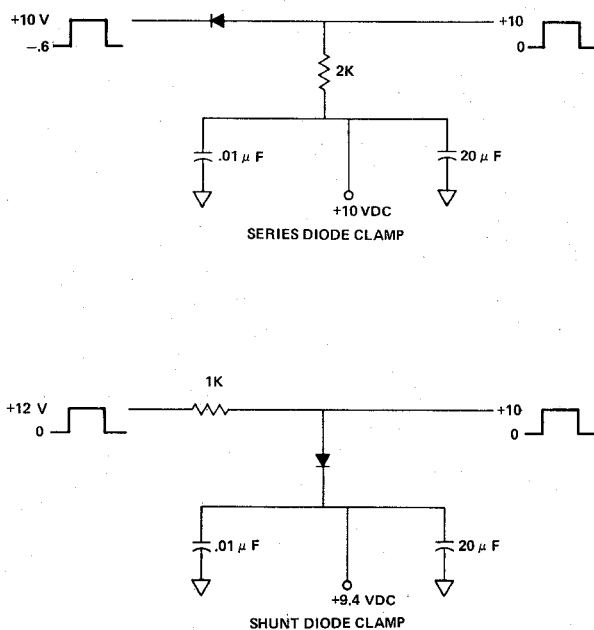 +10 V
-.6
+10
0
2K
.01 µ F
20 µ F
+10 VDC
SERIES DIODE CLAMP
1K
+12 V
0
+10
0
.01 µ F
20 µ F
+9.4 VDC
SHUNT DIODE CLAMP